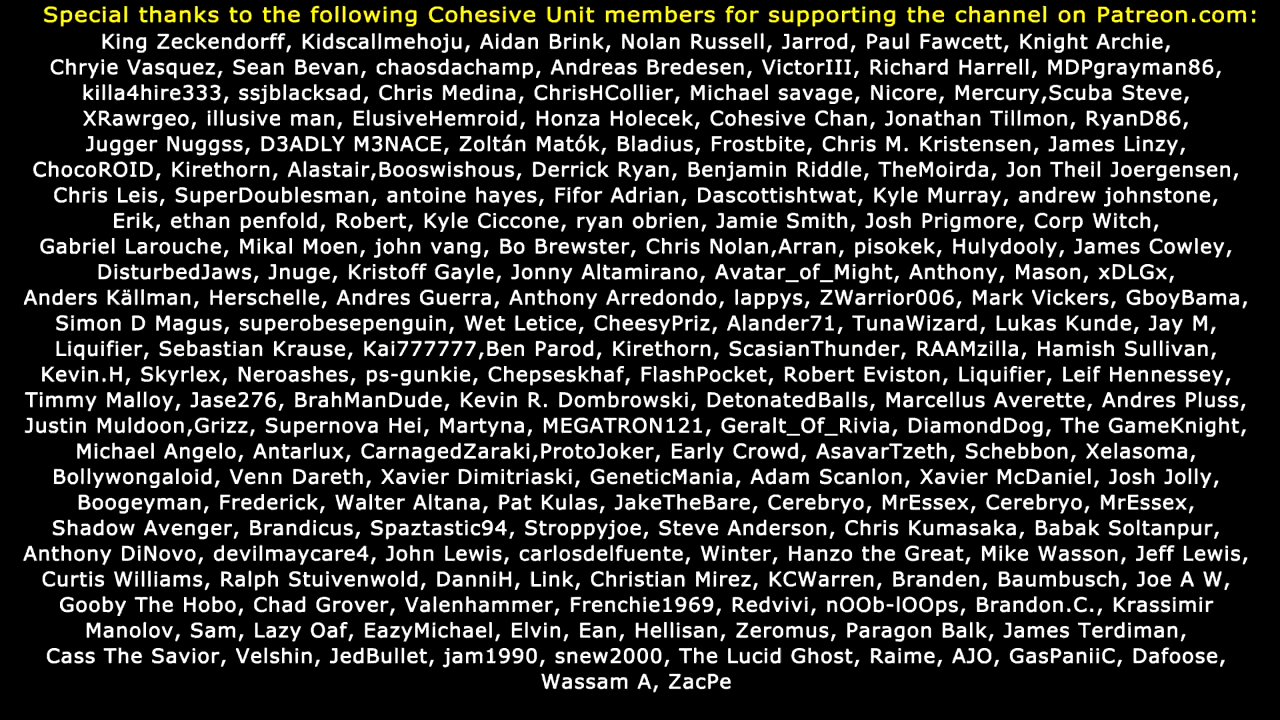 Special thanks to the following Cohesive Unit members for supporting the channel on Patreon.com:
King Zeckendorff, Kidscallmehoju, Aidan Brink, Nolan Russell, Jarrod, Paul Fawcett, Knight Archie,
Chryie Vasquez, Sean Bevan, chaosdachamp, Andreas Bredesen, VictorIII, Richard Harrell, MDPgrayman86,
killa4hire333, ssjblacksad, Chris Medina, ChrisHCollier, Michael savage, Nicore, Mercury,Scuba Steve,
XRawrgeo, illusive man, ElusiveHemroid, Honza Holecek, Cohesive Chan, Jonathan Tillmon, RyanD86,
Jugger Nuggss, D3ADLY M3NACE, Zoltán Matók, Bladius, Frostbite, Chris M. Kristensen, James Linzy,
ChocoROID, Kirethorn, Alastair,Booswishous, Derrick Ryan, Benjamin Riddle, TheMoirda, Jon Theil Joergensen,
Chris Leis, SuperDoublesman, antoine hayes, Fifor Adrian, Dascottishtwat, Kyle Murray, andrew johnstone,
Erik, ethan penfold, Robert, Kyle Ciccone, ryan obrien, Jamie Smith, Josh Prigmore, Corp Witch,
Gabriel Larouche, Mikal Moen, john vang, Bo Brewster, Chris Nolan,Arran, pisokek, Hulydooly, James Cowley,
DisturbedJaws, Jnuge, Kristoff Gayle, Jonny Altamirano, Avatar_of_Might, Anthony, Mason, xDLGx,
Anders Källman, Herschelle, Andres Guerra, Anthony Arredondo, lappys, ZWarrior006, Mark Vickers, GboyBama,
Simon D Magus, superobesepenguin, Wet Letice, CheesyPriz, Alander71, TunaWizard, Lukas Kunde, Jay M,
Liquifier, Sebastian Krause, Kai777777,Ben Parod, Kirethorn, ScasianThunder, RAAMzilla, Hamish Sullivan,
Kevin.H, Skyrlex, Neroashes, ps-gunkie, Chepseskhaf, FlashPocket, Robert Eviston, Liquifier, Leif Hennessey,
Timmy Malloy, Jase276, BrahManDude, Kevin R. Dombrowski, DetonatedBalls, Marcellus Averette, Andres Pluss,
Justin Muldoon,Grizz, Supernova Hei, Martyna, MEGATRON121, Geralt_Of_Rivia, DiamondDog, The GameKnight,
Michael Angelo, Antarlux, CarnagedZaraki,ProtoJoker, Early Crowd, AsavarTzeth, Schebbon, Xelasoma,
Bollywongaloid, Venn Dareth, Xavier Dimitriaski, GeneticMania, Adam Scanlon, Xavier McDaniel, Josh Jolly,
Boogeyman, Frederick, Walter Altana, Pat Kulas, JakeTheBare, Cerebryo, MrEssex, Cerebryo, MrEssex,
Shadow Avenger, Brandicus, Spaztastic94, Stroppyjoe, Steve Anderson, Chris Kumasaka, Babak Soltanpur,
Anthony DiNovo, devilmaycare4, John Lewis, carlosdelfuente, Winter, Hanzo the Great, Mike Wasson, Jeff Lewis,
Curtis Williams, Ralph Stuivenwold, DanniH, Link, Christian Mirez, KCWarren, Branden, Baumbusch, Joe A W,
Gooby The Hobo, Chad Grover, Valenhammer, Frenchie1969, Redvivi, nOOb-lOOps, Brandon.C., Krassimir
Manolov, Sam, Lazy Oaf, EazyMichael, Elvin, Ean, Hellisan, Zeromus, Paragon Balk, James Terdiman,
Cass The Savior, Velshin, JedBullet, jam1990, snew2000, The Lucid Ghost, Raime, AJO, GasPaniiC, Dafoose,
Wassam A, ZacPe